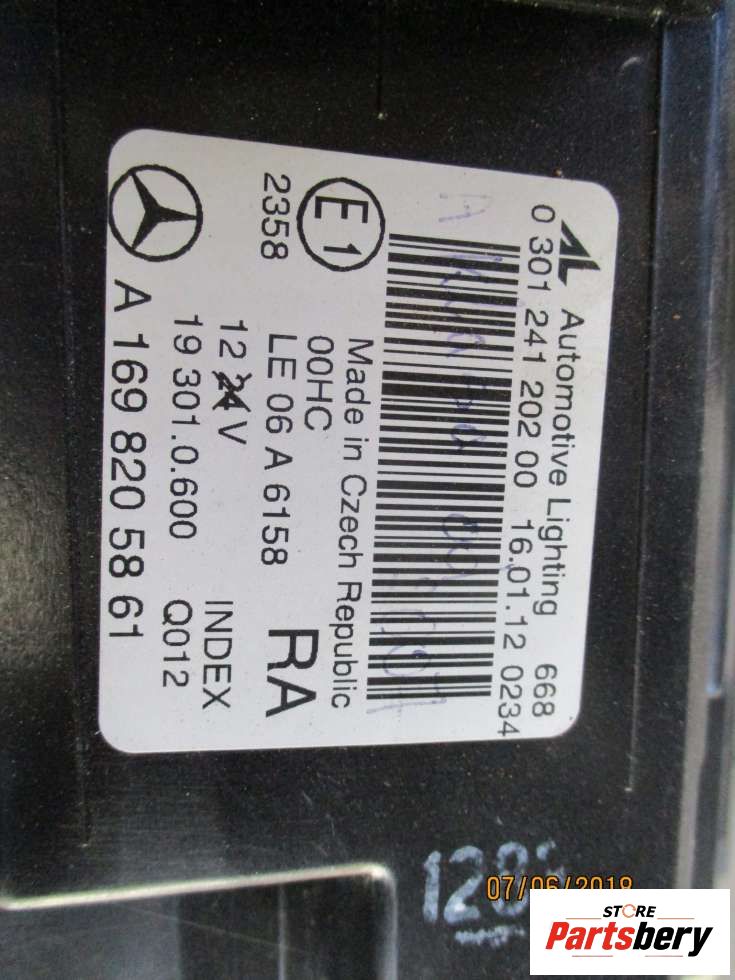 Automotive Lighting 668
0 301 241 202 00 16.01.12 0234
Made in Czech Republic
E1
00HC
RA
2358
LE 06 A 6158
12 24 V
INDEX
19 301.0.600
Q012
A 169 820 58 61
07/06/2018
STORE
Partsbery